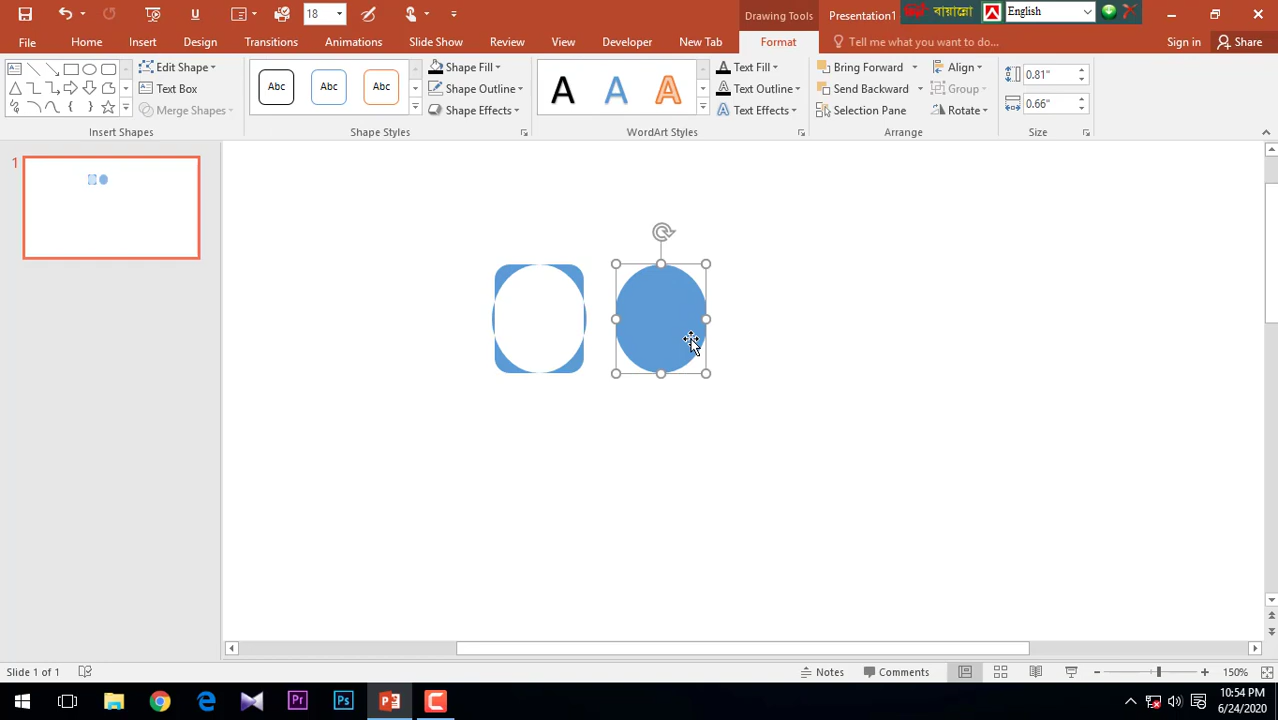 18
Drawing Tools
Presentation1
বায়ান্নো
English
File
Home
Insert
Design
Transitions
Animations
Slide Show
Review
View
Developer
New Tab
Format
Tell me what you want to do...
Sign in
Share
Edit Shape
Text Box
Merge Shapes
Insert Shapes
Abc
Abc
Abc
Shape Fill
Shape Outline
Shape Effects
Shape Styles
A
A
A
Text Fill
Text Outline
Text Effects
WordArt Styles
Bring Forward
Send Backward
Selection Pane
Align
Group
Rotate
Arrange
0.81"
0.66"
Size
1
Slide 1 of 1
Notes
Comments
150%
Pr
Ps
10:54 PM
6/24/2020